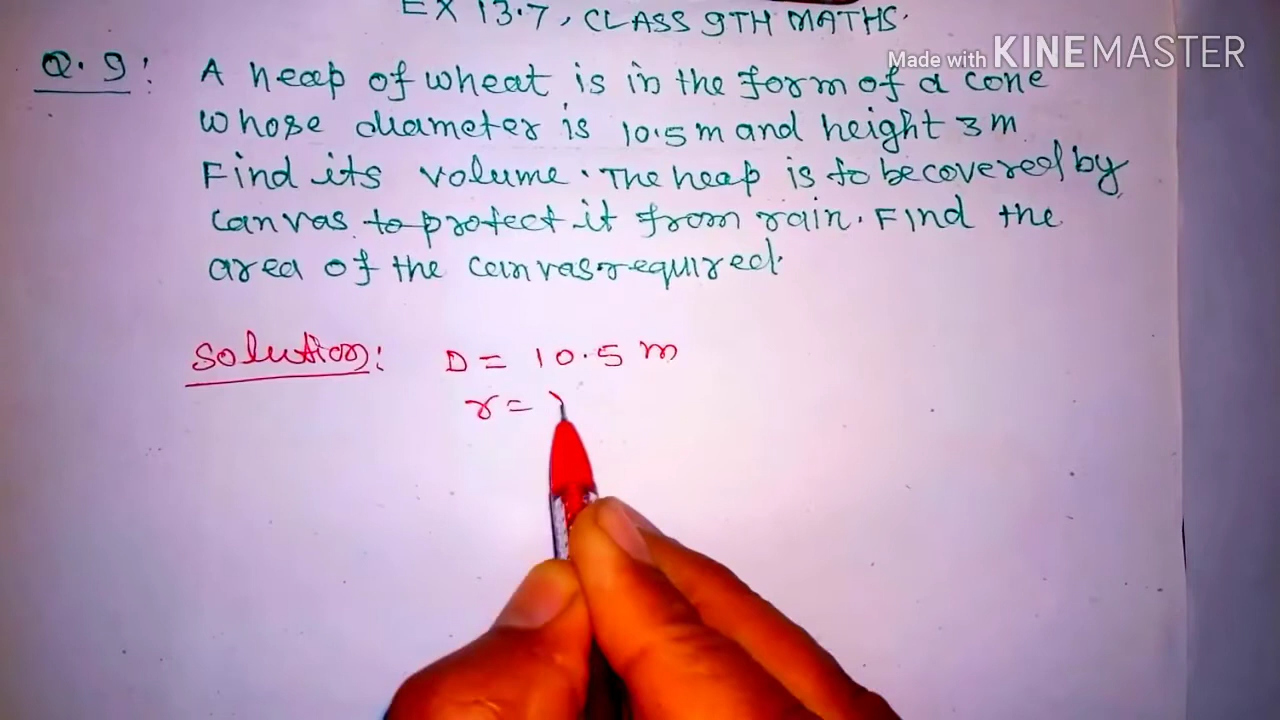 EX 13.7, CLASS 9TH MATHS.
Made with KINEMASTER
Q.9: A heap of wheat is in the form of a cone
whose diameter is 10.5 m and height 3 m
Find its volume. The heap is to be covered by
canvas to protect it from rain. Find the
area of the canvas required.
Solution: D = 10.5 m
r =